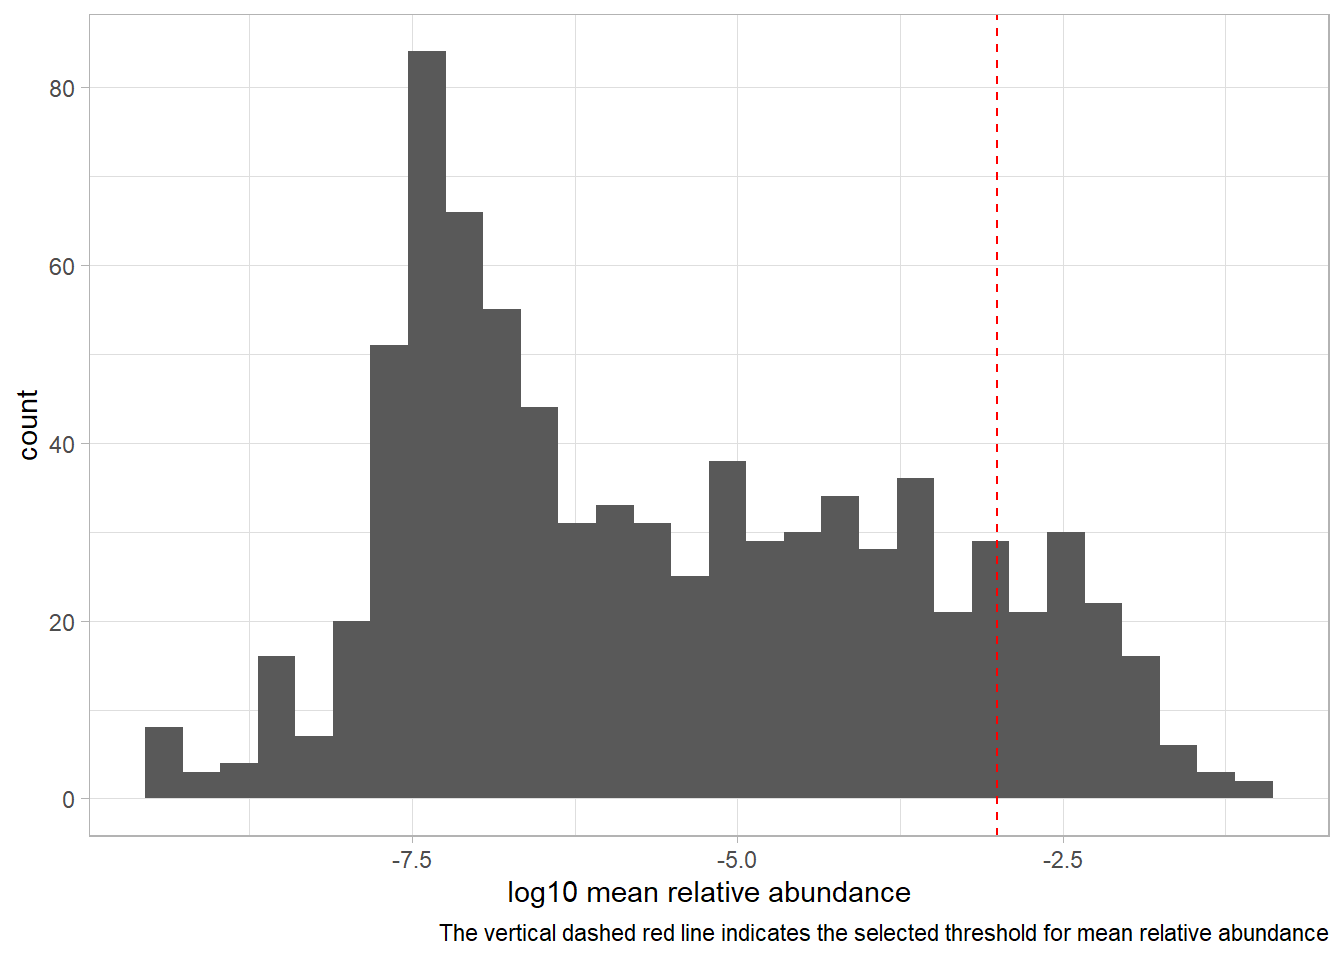 80
60
40
20
0
count
-7.5 -5.0 -2.5
log10 mean relative abundance
The vertical dashed red line indicates the selected threshold for mean relative abundance